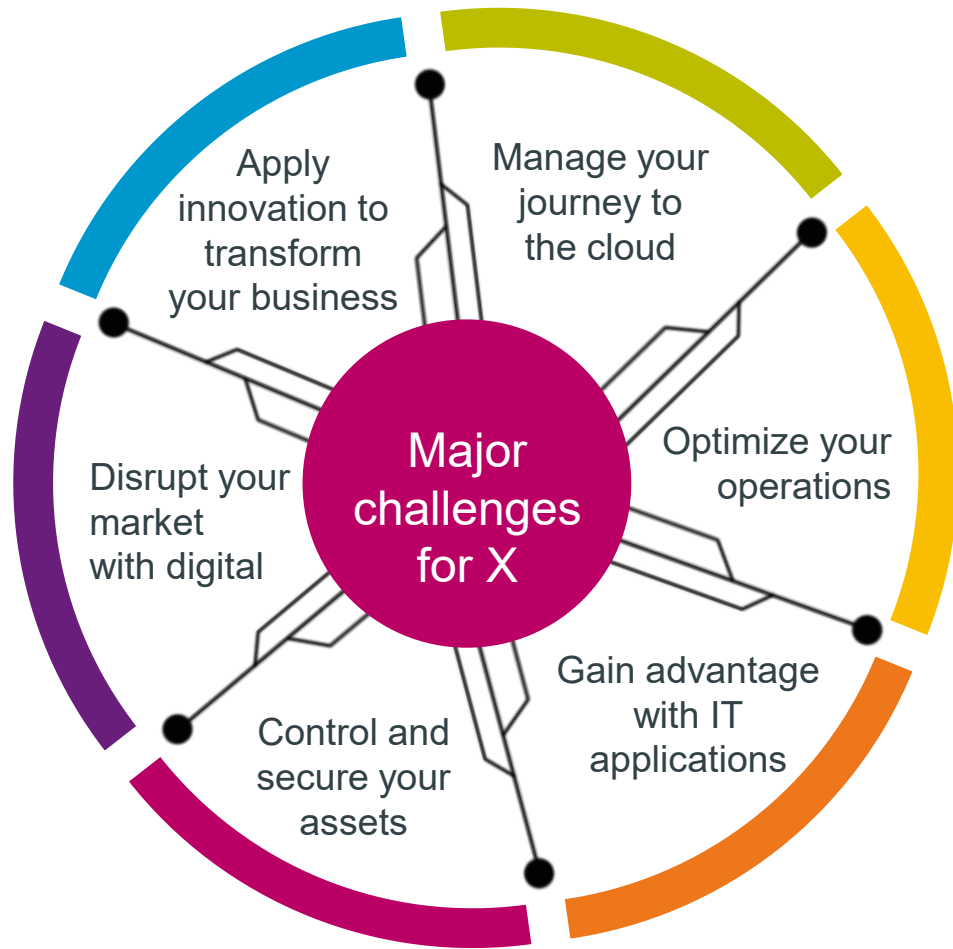 Apply
innovation to
transform
your business
Manage your
journey to
the cloud
Optimize your
operations
Gain advantage
with IT
applications
Control and
secure your
assets
Disrupt your
market
with digital
Major
challenges
for X